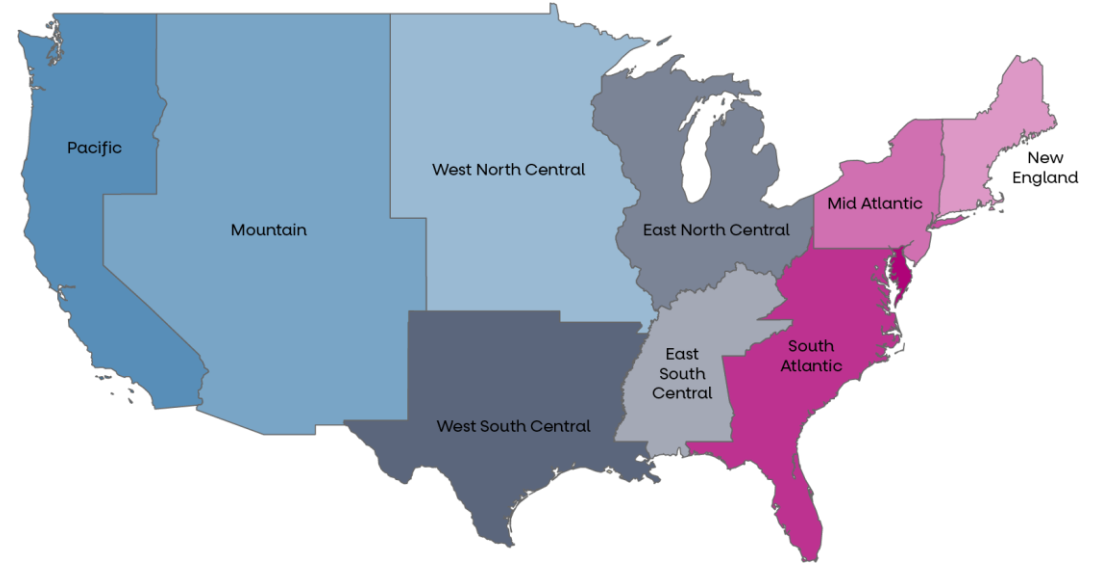 Pacific
Mountain
West North Central
East North Central
Mid Atlantic
New
England
East
South
Central
South
Atlantic
West South Central